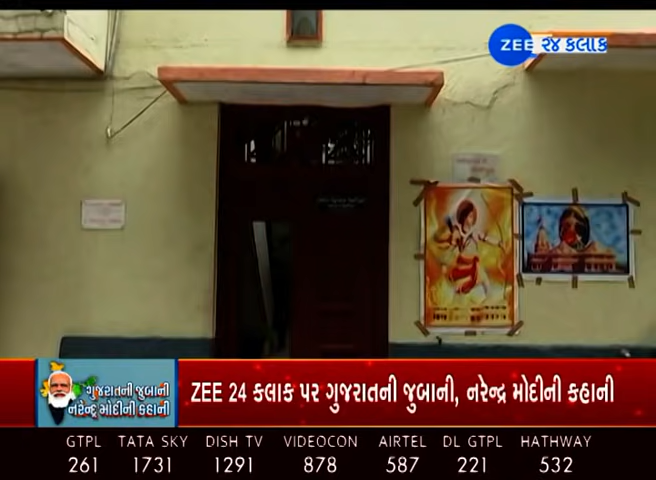 ZEE ૨૪ કલાક
ગુજરાતની જુબાની
નરેન્દ્ર મોદીની કહાની
ZEE 24 કલાક પર ગુજરાતની જુબાની, નરેન્દ્ર મોદીની કહાની
GTPL TATA SKY DISH TV VIDEOCON AIRTEL DL GTPL HATHWAY
261 1731 1291 878 587 221 532